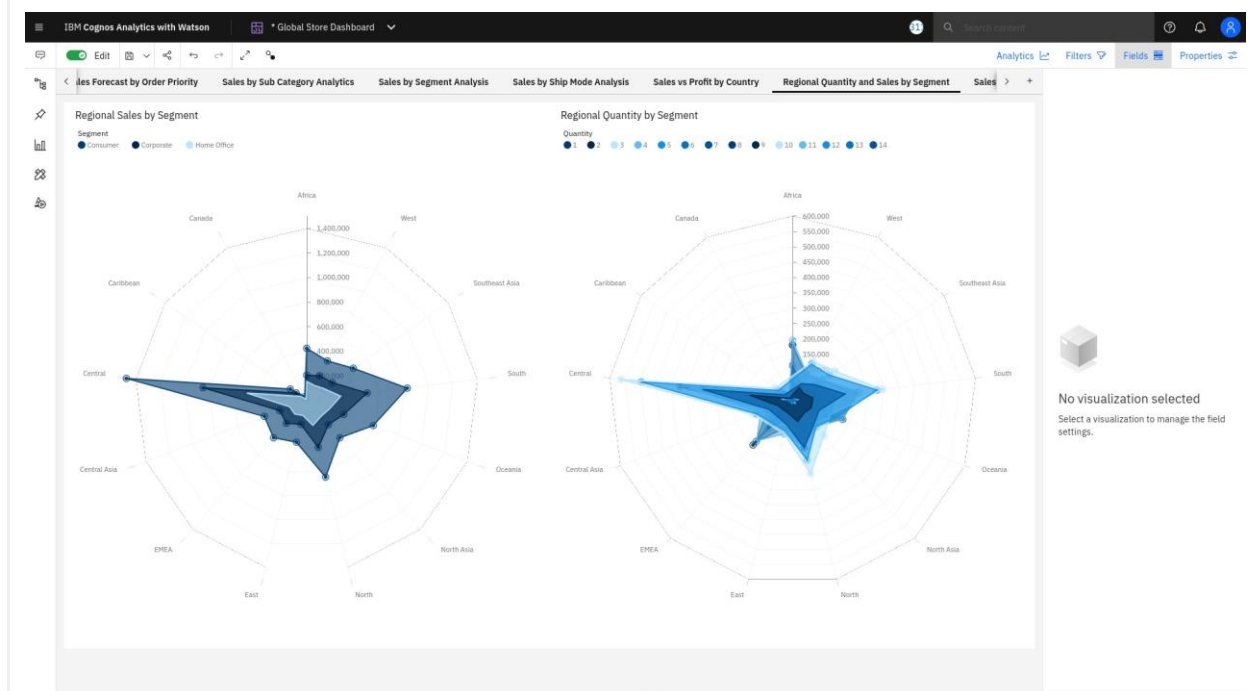 IBM Cognos Analytics with Watson
* Global Store Dashboard
Search content
Edit
Analytics
Filters
Fields
Properties
les Forecast by Order Priority
Sales by Sub Category Analytics
Sales by Segment Analysis
Sales by Ship Mode Analysis
Sales vs Profit by Country
Regional Quantity and Sales by Segment
Sales
Regional Sales by Segment
Segment
Consumer Corporate Home Office
Africa
West
Southeast Asia
South
Oceania
North Asia
North
East
EMEA
Central Asia
Central
Caribbean
Canada
1,400,000
1,200,000
1,000,000
800,000
600,000
400,000
Regional Quantity by Segment
Quantity
1 2 3 4 5 6 7 8 9 10 11 12 13 14
Africa
West
Southeast Asia
South
Oceania
North Asia
North
East
EMEA
Central Asia
Central
Caribbean
Canada
600,000
550,000
500,000
450,000
400,000
350,000
300,000
250,000
200,000
150,000
No visualization selected
Select a visualization to manage the field
settings.